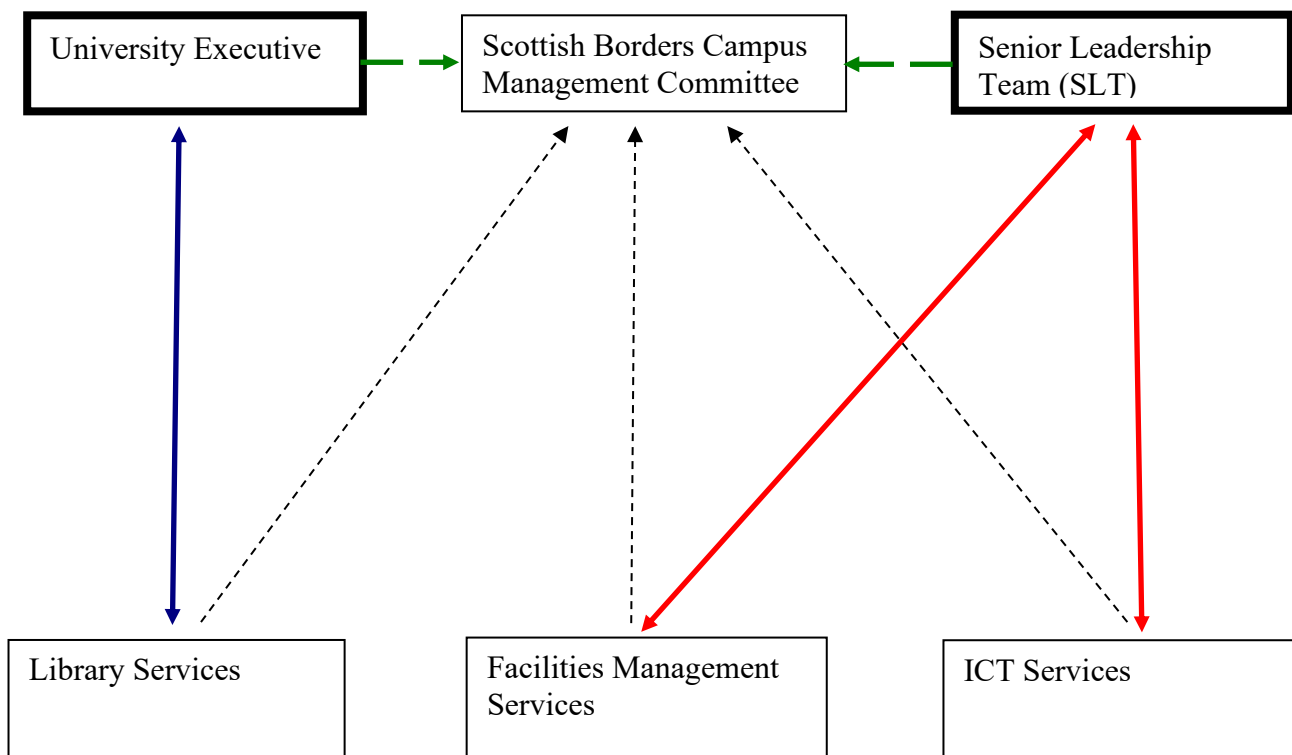 University Executive
Scottish Borders Campus
Management Committee
Senior Leadership
Team (SLT)
Library Services
Facilities Management
Services
ICT Services